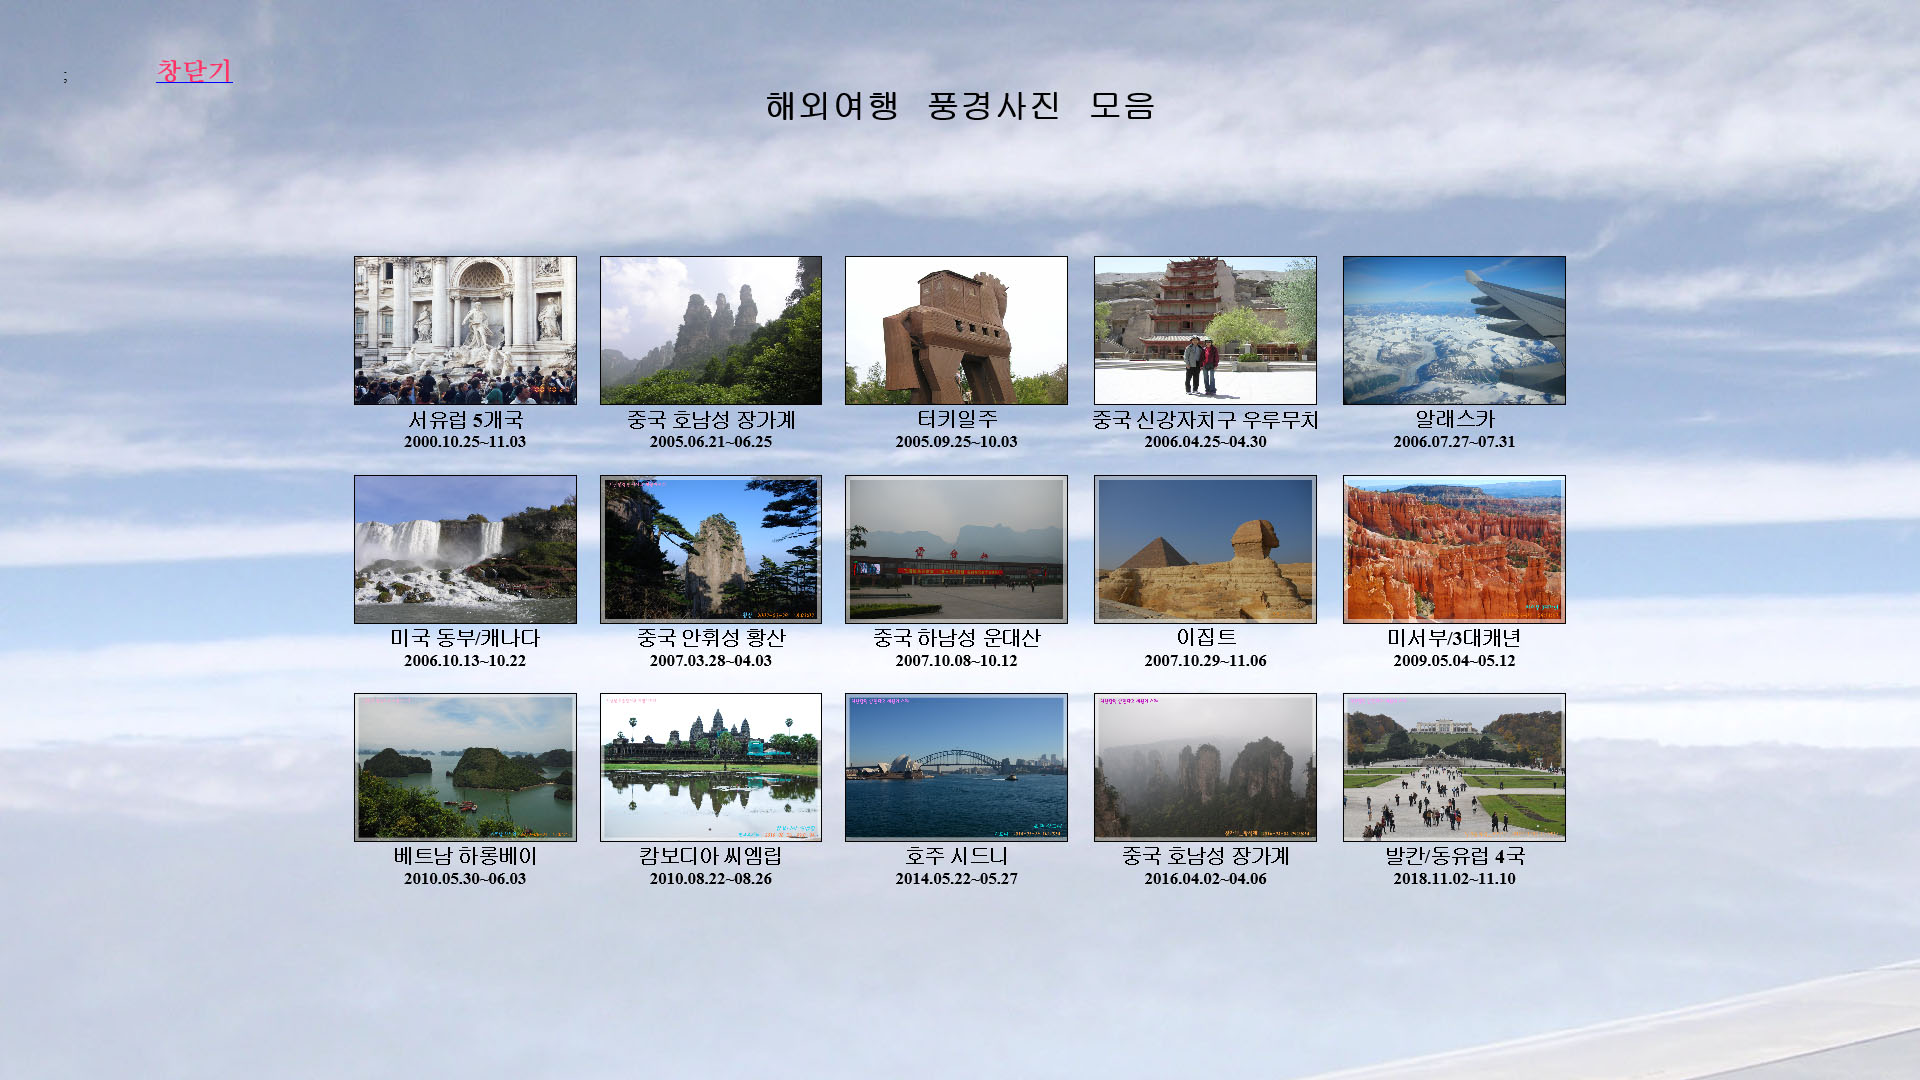 ;
창닫기
해외여행 풍경사진 모음
서유럽 5개국
2000.10.25~11.03
중국 호남성 장가계
2005.06.21~06.25
터키일주
2005.09.25~10.03
중국 신강자치구 우루무치
2006.04.25~04.30
알래스카
2006.07.27~07.31
미국 동부/캐나다
2006.10.13~10.22
중국 안휘성 황산
2007.03.28~04.03
중국 하남성 운대산
2007.10.08~10.12
이집트
2007.10.29~11.06
미서부/3대캐년
2009.05.04~05.12
베트남 하롱베이
2010.05.30~06.03
캄보디아 씨엠립
2010.08.22~08.26
호주 시드니
2014.05.22~05.27
중국 호남성 장가계
2016.04.02~04.06
발칸/동유럽 4국
2018.11.02~11.10